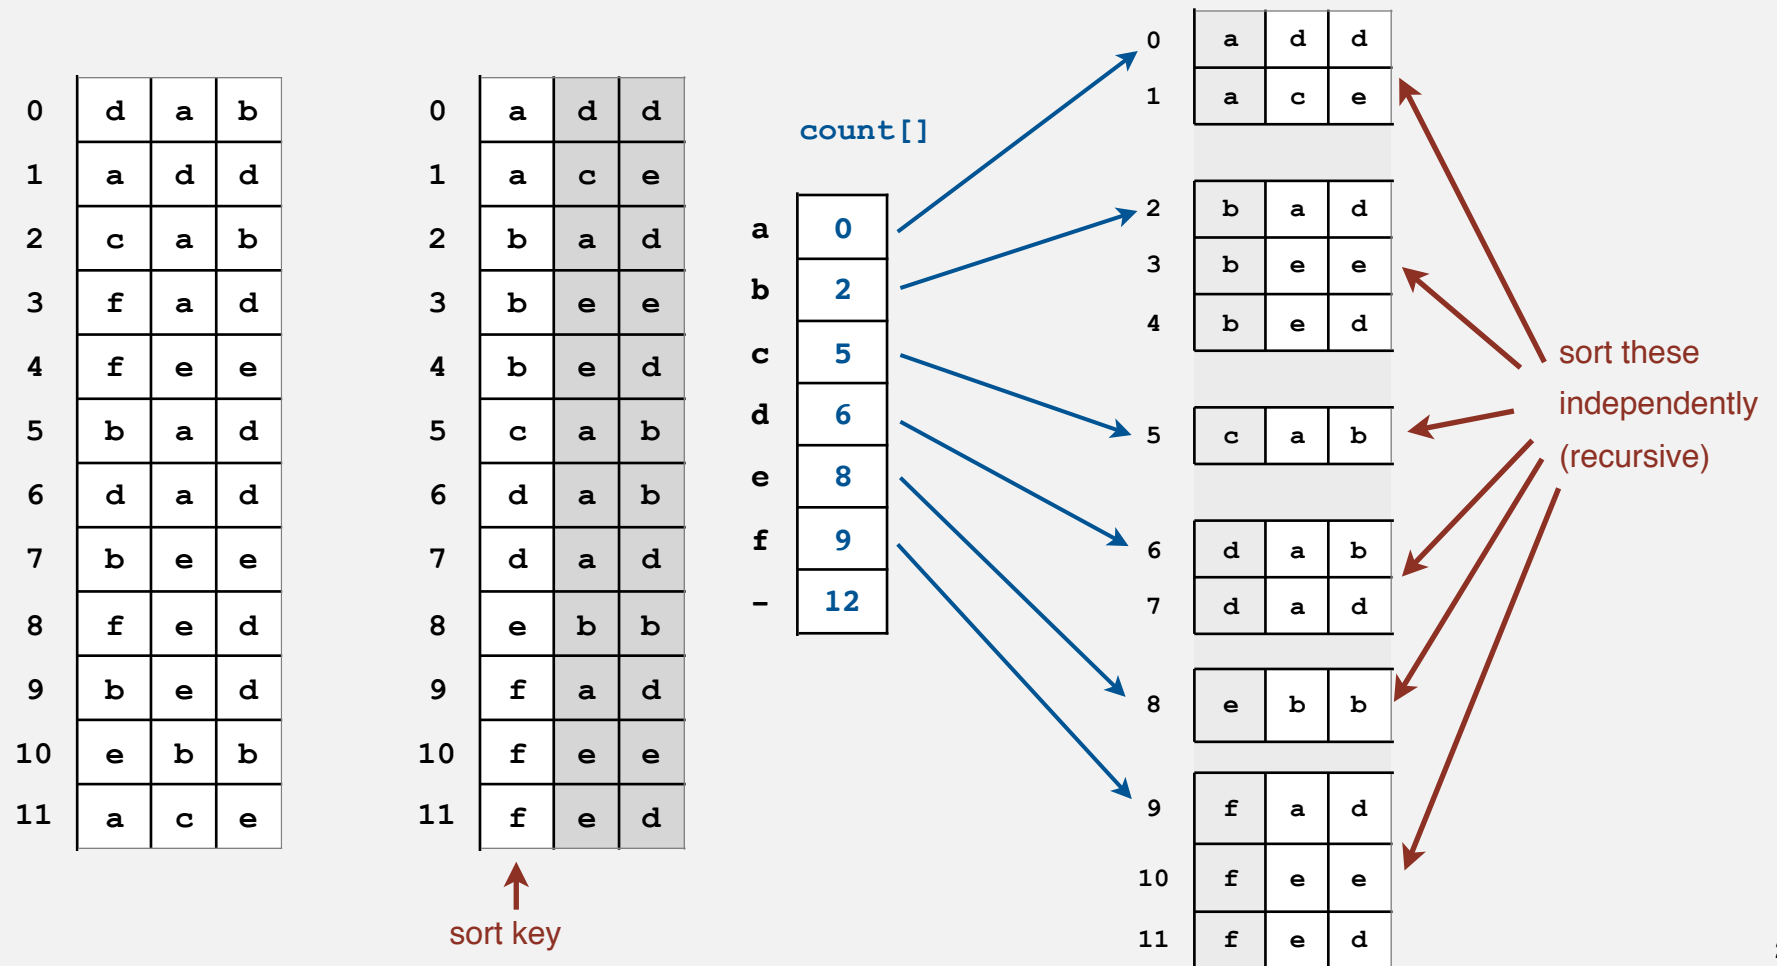 0 d a b
1 a d d
2 c a b
3 f a d
4 f e e
5 b a d
6 d a d
7 b e e
8 f e d
9 b e d
10 e b b
11 a c e
0 a d d
1 a c e
2 b a d
3 b e e
4 b e d
5 c a b
6 d a b
7 d a d
8 e b b
9 f a d
10 f e e
11 f e d
sort key
count[]
a 0
b 2
c 5
d 6
e 8
f 9
- 12
0 a d d
1 a c e
2 b a d
3 b e e
4 b e d
5 c a b
6 d a b
7 d a d
8 e b b
9 f a d
10 f e e
11 f e d
sort these
independently
(recursive)